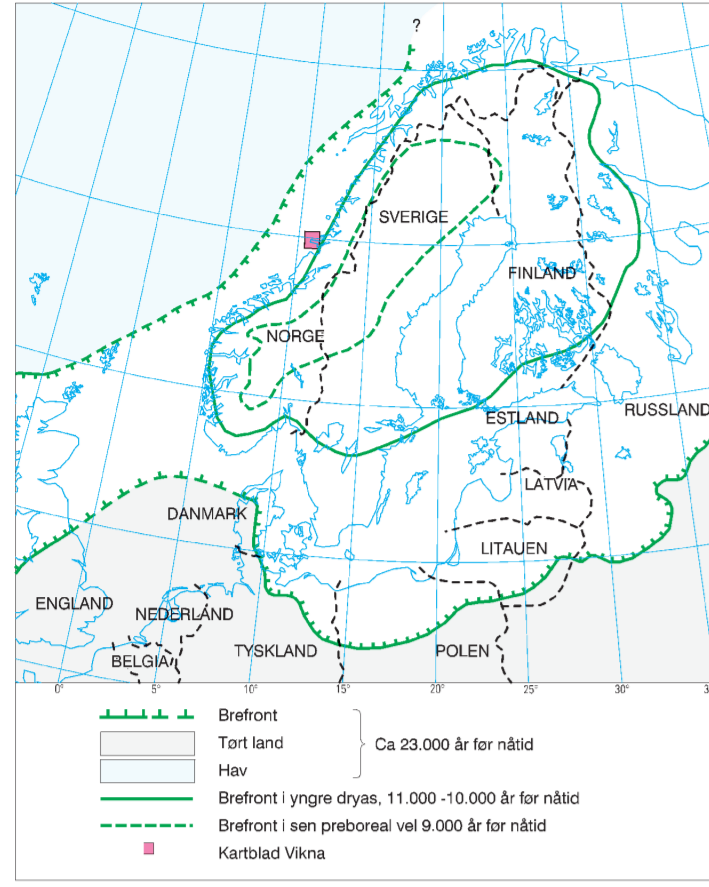 ?
SVERIGE
FINLAND
NORGE
RUSSLAND
ESTLAND
LATVIA
DANMARK
LITAUEN
ENGLAND
NEDERLAND
BELGIA
TYSKLAND
POLEN
0° 5° 10° 15° 20° 25° 30° 35°
Brefront
Tørt land
Ca 23.000 år før nåtid
Hav
Brefront i yngre dryas, 11.000 -10.000 år før nåtid
Brefront i sen preboreal vel 9.000 år før nåtid
Kartblad Vikna